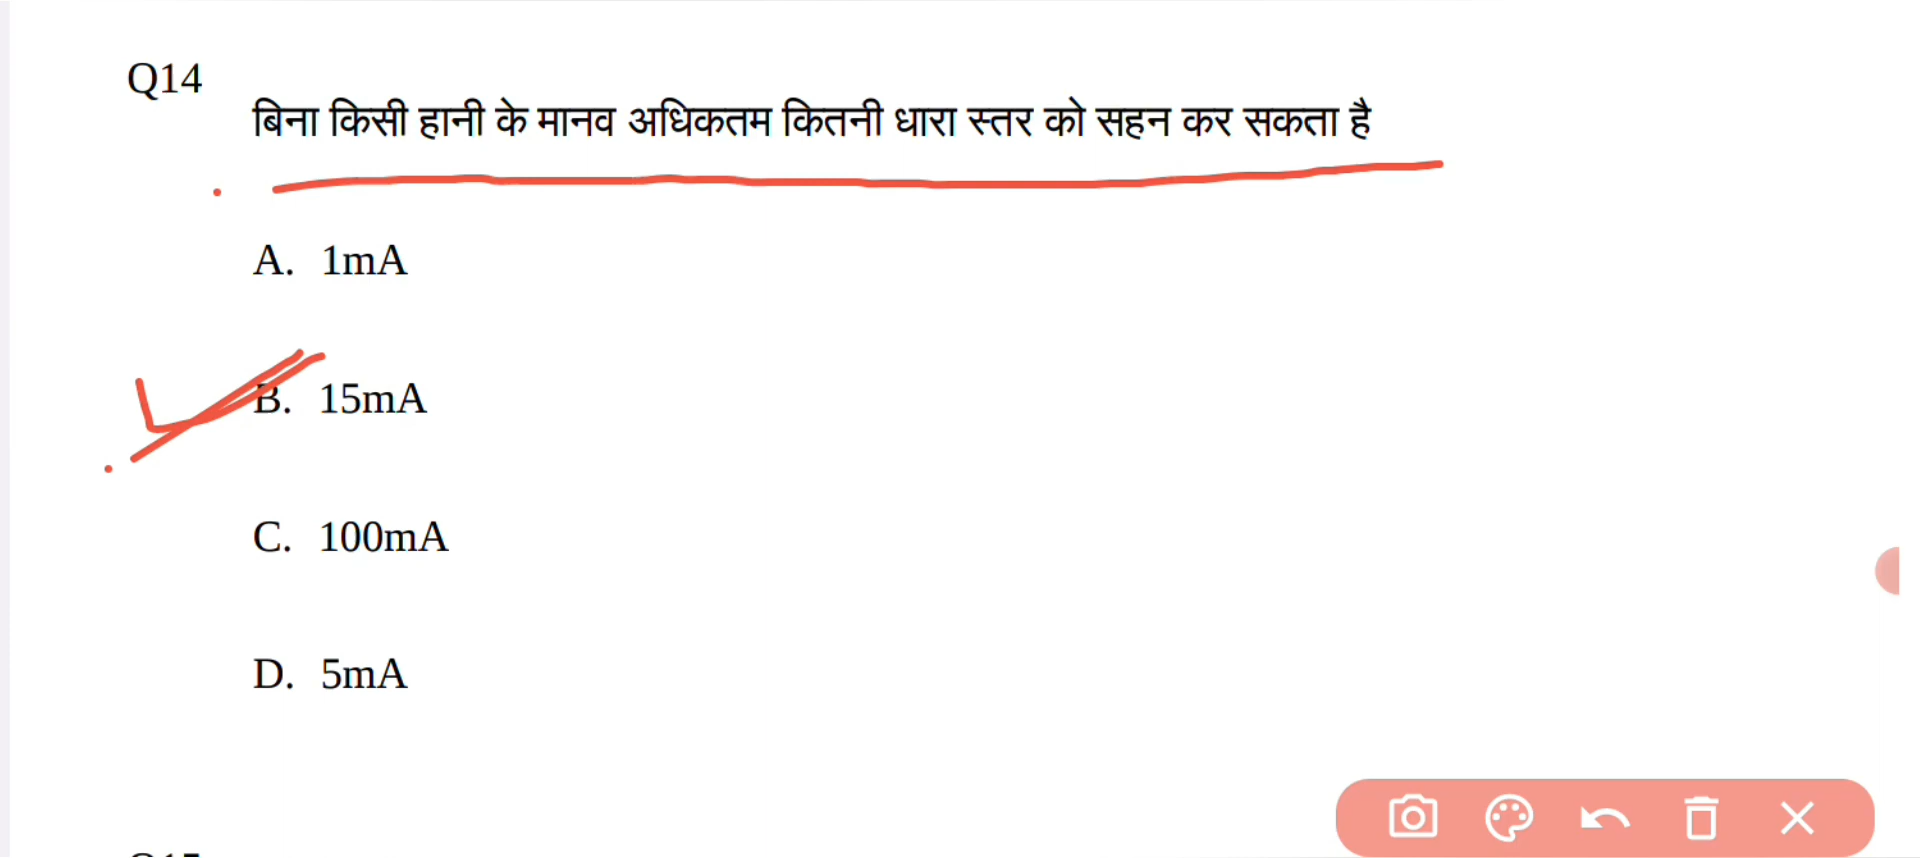 Q14
बिना किसी हानी के मानव अधिकतम कितनी धारा स्तर को सहन कर सकता है
A. 1mA
B. 15mA
C. 100mA
D. 5mA